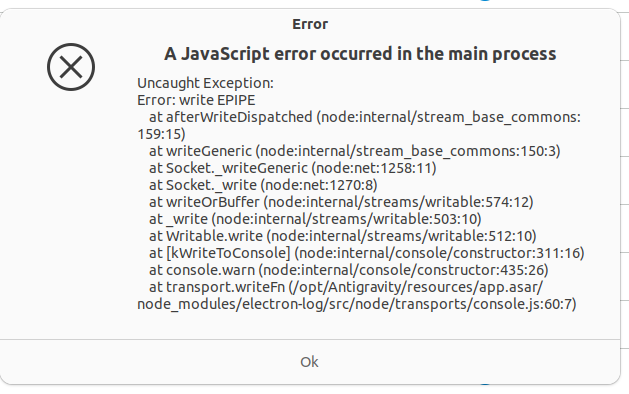 Error
A JavaScript error occurred in the main process
Uncaught Exception:
Error: write EPIPE
at afterWriteDispatched (node:internal/stream_base_commons:
159:15)
at writeGeneric (node:internal/stream_base_commons:150:3)
at Socket._writeGeneric (node:net:1258:11)
at Socket._write (node:net:1270:8)
at writeOrBuffer (node:internal/streams/writable:574:12)
at _write (node:internal/streams/writable:503:10)
at Writable.write (node:internal/streams/writable:512:10)
at [kWriteToConsole] (node:internal/console/constructor:311:16)
at console.warn (node:internal/console/constructor:435:26)
at transport.writeFn (/opt/Antigravity/resources/app.asar/
node_modules/electron-log/src/node/transports/console.js:60:7)
Ok